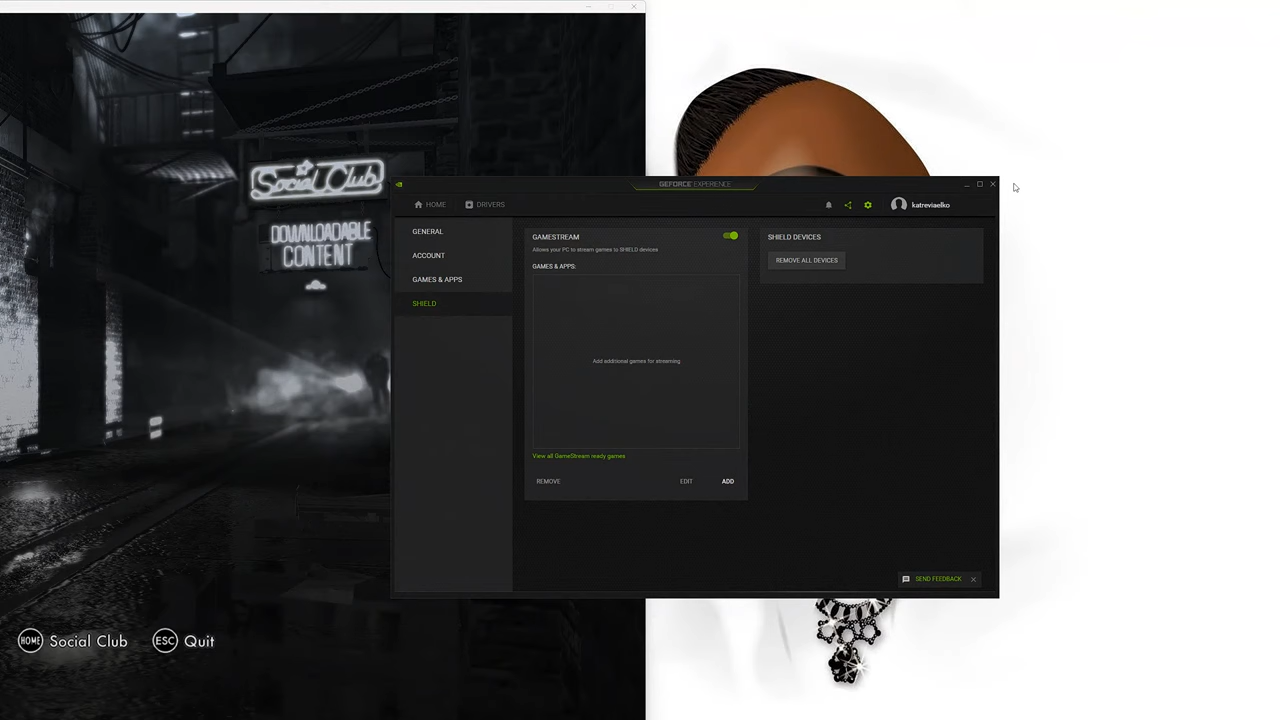 Social Club
DOWNLOADABLE
CONTENT
HOME Social Club ESC Quit
GEFORCE EXPERIENCE
HOME DRIVERS
katreviaelko
GENERAL
ACCOUNT
GAMES & APPS
SHIELD
GAMESTREAM
Allows your PC to stream games to SHIELD devices
GAMES & APPS:
Add additional games for streaming
View all GameStream ready games
REMOVE EDIT ADD
SHIELD DEVICES
REMOVE ALL DEVICES
SEND FEEDBACK